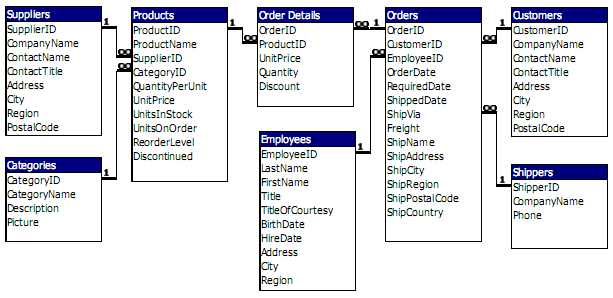 Suppliers
SupplierID
CompanyName
ContactName
ContactTitle
Address
City
Region
PostalCode
Categories
CategoryID
CategoryName
Description
Picture
Products
ProductID
ProductName
SupplierID
CategoryID
QuantityPerUnit
UnitPrice
UnitsInStock
UnitsOnOrder
ReorderLevel
Discontinued
Order Details
OrderID
ProductID
UnitPrice
Quantity
Discount
Employees
EmployeeID
LastName
FirstName
Title
TitleOfCourtesy
BirthDate
HireDate
Address
City
Region
Orders
OrderID
CustomerID
EmployeeID
OrderDate
RequiredDate
ShippedDate
ShipVia
Freight
ShipName
ShipAddress
ShipCity
ShipRegion
ShipPostalCode
ShipCountry
Customers
CustomerID
CompanyName
ContactName
ContactTitle
Address
City
Region
PostalCode
Shippers
ShipperID
CompanyName
Phone
1
∞
1
∞
1
∞
∞
1
1
∞
∞
1
∞
1